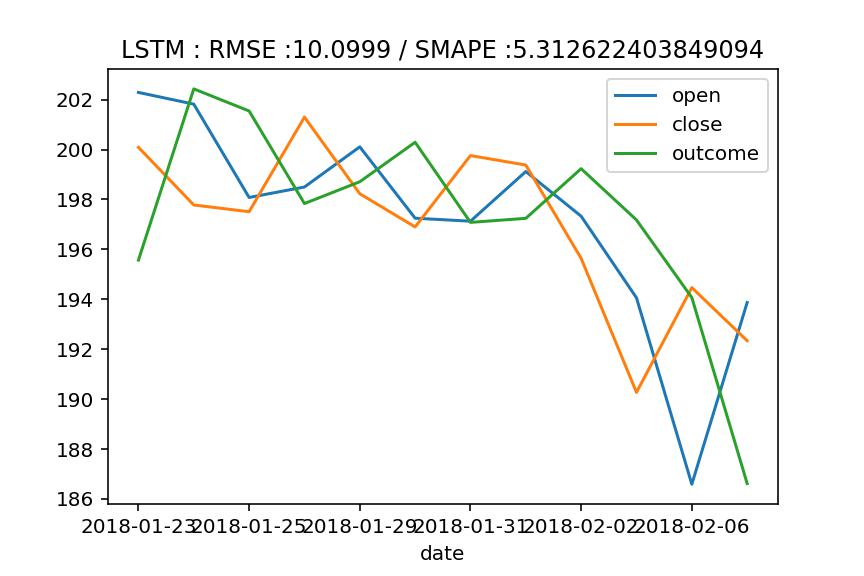 LSTM : RMSE :10.0999 / SMAPE :5.312622403849094
open
close
outcome
202
200
198
196
194
192
190
188
186
2018-01-23 2018-01-25 2018-01-29 2018-01-31 2018-02-02 2018-02-06
date